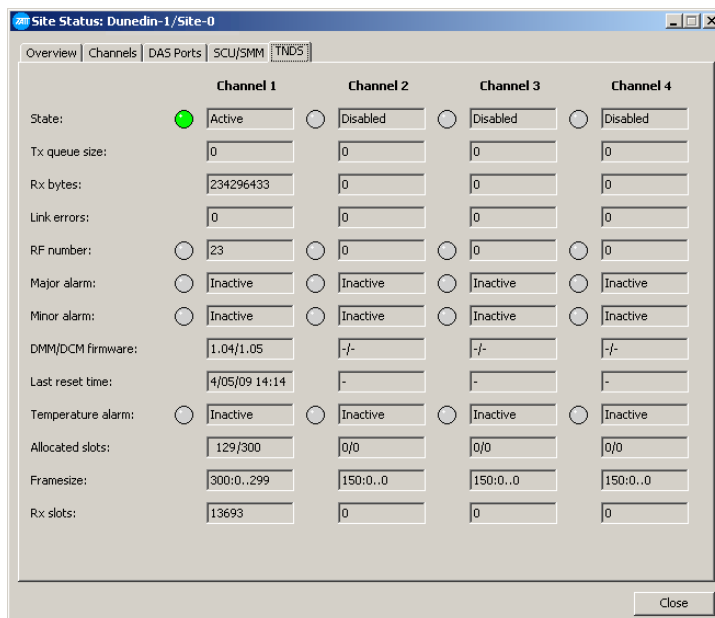 TAIT Site Status: Dunedin-1/Site-0
Overview Channels DAS Ports SCU/SMM TNDS
Channel 1 Channel 2 Channel 3 Channel 4
State: Active Disabled Disabled Disabled
Tx queue size: 0 0 0 0
Rx bytes: 234296433 0 0 0
Link errors: 0 0 0 0
RF number: 23 0 0 0
Major alarm: Inactive Inactive Inactive Inactive
Minor alarm: Inactive Inactive Inactive Inactive
DMM/DCM firmware: 1.04/1.05 -/- -/- -/-
Last reset time: 4/05/09 14:14 - - -
Temperature alarm: Inactive Inactive Inactive Inactive
Allocated slots: 129/300 0/0 0/0 0/0
Framesize: 300:0..299 150:0..0 150:0..0 150:0..0
Rx slots: 13693 0 0 0
Close